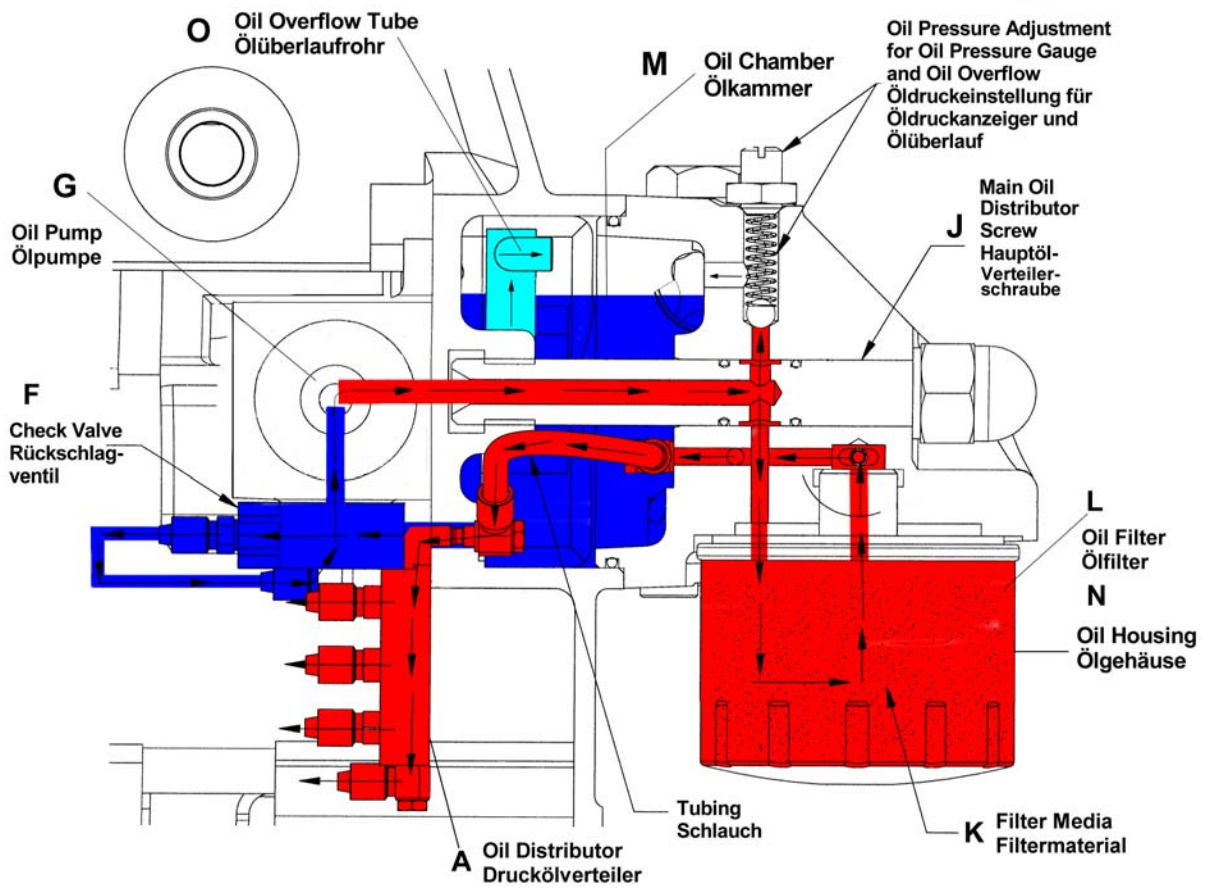 O
Oil Overflow Tube
Ölüberlaufrohr
M
Oil Chamber
Ölkammer
Oil Pressure Adjustment
for Oil Pressure Gauge
and Oil Overflow
Öldruckeinstellung für
Öldruckanzeiger und
Ölüberlauf
G
Oil Pump
Ölpumpe
J
Main Oil
Distributor
Screw
Hauptöl-
Verteiler-
schraube
F
Check Valve
Rückschlag-
ventil
L
Oil Filter
Ölfilter
N
Oil Housing
Ölgehäuse
Tubing
Schlauch
K
Filter Media
Filtermaterial
A
Oil Distributor
Druckölverteiler